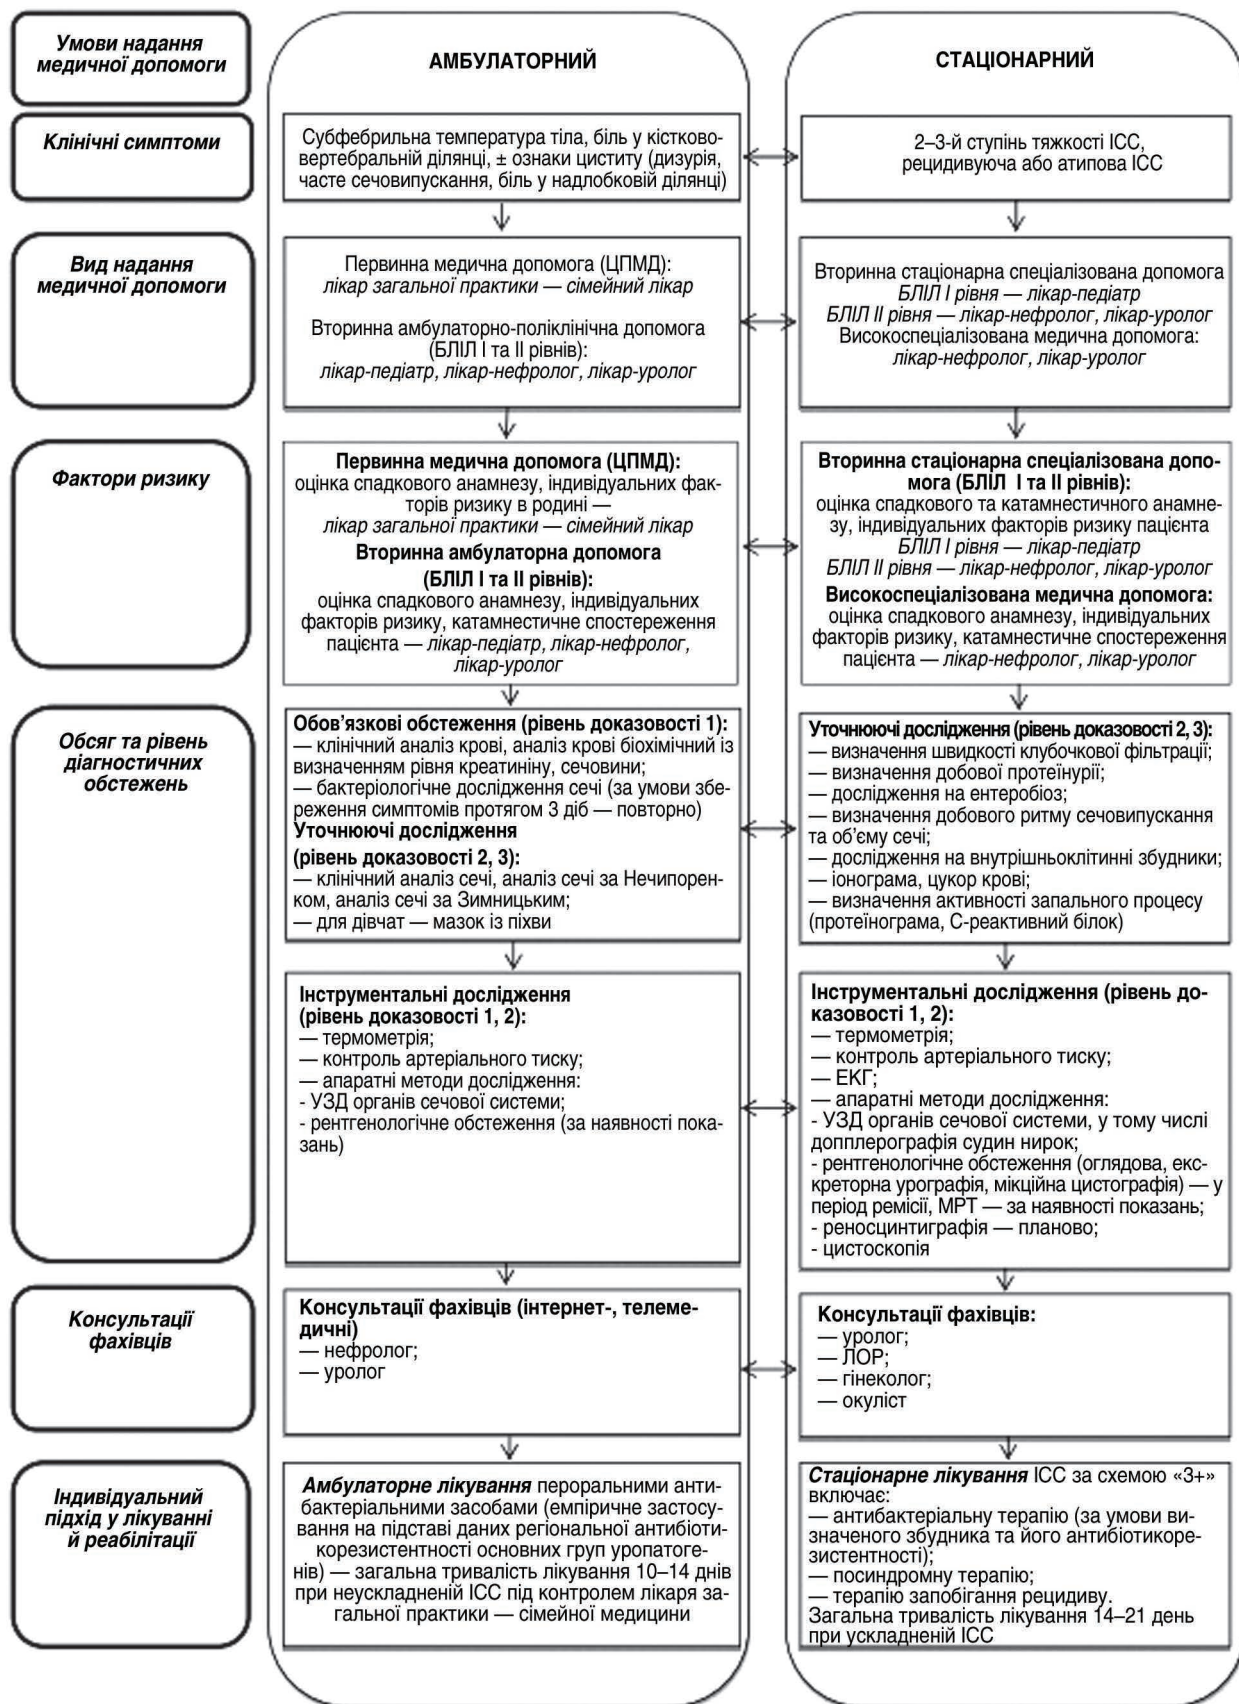 Умови надання
медичної допомоги
АМБУЛАТОРНИЙ
СТАЦІОНАРНИЙ
Клінічні симптоми
Субфебрильна температура тіла, біль у кістково-
вертебральній ділянці, ± ознаки циститу (дизурія,
часте сечовипускання, біль у надлобковій ділянці)
2–3-й ступінь тяжкості ІСС,
рецидивуюча або атипова ІСС
Вид надання
медичної допомоги
Первинна медична допомога (ЦПМД):
лікар загальної практики — сімейний лікар
Вторинна амбулаторно-поліклінічна допомога
(БЛІЛ І та ІІ рівнів):
лікар-педіатр, лікар-нефролог, лікар-уролог
Вторинна стаціонарна спеціалізована допомога
БЛІЛ І рівня — лікар-педіатр
БЛІЛ ІІ рівня — лікар-нефролог, лікар-уролог
Високоспеціалізована медична допомога:
лікар-нефролог, лікар-уролог
Фактори ризику
Первинна медична допомога (ЦПМД):
оцінка спадкового анамнезу, індивідуальних фак-
торів ризику в родині —
лікар загальної практики — сімейний лікар
Вторинна амбулаторна допомога
(БЛІЛ І та ІІ рівнів):
оцінка спадкового анамнезу, індивідуальних
факторів ризику, катамнестичне спостереження
пацієнта — лікар-педіатр, лікар-нефролог,
лікар-уролог
Вторинна стаціонарна спеціалізована допо-
мога (БЛІЛ І та ІІ рівнів):
оцінка спадкового та катамнестичного анамне-
зу, індивідуальних факторів ризику пацієнта
БЛІЛ І рівня — лікар-педіатр
БЛІЛ ІІ рівня — лікар-нефролог, лікар-уролог
Високоспеціалізована медична допомога:
оцінка спадкового анамнезу, індивідуальних
факторів ризику, катамнестичне спостереження
пацієнта — лікар-нефролог, лікар-уролог
Обсяг та рівень
діагностичних
обстежень
Обов’язкові обстеження (рівень доказовості 1):
— клінічний аналіз крові, аналіз крові біохімічний із
визначенням рівня креатиніну, сечовини;
— бактеріологічне дослідження сечі (за умови збе-
реження симптомів протягом 3 діб — повторно)
Уточнюючі дослідження
(рівень доказовості 2, 3):
— клінічний аналіз сечі, аналіз сечі за Нечипорен-
ком, аналіз сечі за Зимницьким;
— для дівчат — мазок із піхви
Уточнюючі дослідження (рівень доказовості 2, 3):
— визначення швидкості клубочкової фільтрації;
— визначення добової протеїнурії;
— дослідження на ентеробіоз;
— визначення добового ритму сечовипускання
та об’єму сечі;
— дослідження на внутрішньоклітинні збудники;
— іонограма, цукор крові;
— визначення активності запального процесу
(протеїнограма, С-реактивний білок)
Інструментальні дослідження
(рівень доказовості 1, 2):
— термометрія;
— контроль артеріального тиску;
— апаратні методи дослідження:
- УЗД органів сечової системи;
- рентгенологічне обстеження (за наявності пока-
зань)
Інструментальні дослідження (рівень до-
казовості 1, 2):
— термометрія;
— контроль артеріального тиску;
— ЕКГ;
— апаратні методи дослідження:
- УЗД органів сечової системи, у тому числі
допплерографія судин нирок;
- рентгенологічне обстеження (оглядова, екс-
креторна урографія, мікційна цистографія) — у
період ремісії, МРТ — за наявності показань;
- реносцинтиграфія — планово;
- цистоскопія
Консультації
фахівців
Консультації фахівців (інтернет-, телеме-
дичні)
— нефролог;
— уролог
Консультації фахівців:
— уролог;
— ЛОР;
— гінеколог;
— окуліст
Індивідуальний
підхід у лікуванні
й реабілітації
Амбулаторне лікування пероральними анти-
бактеріальними засобами (емпіричне застосу-
вання на підставі даних регіональної антибіоти-
корезистентності основних груп уропатоге-
нів) — загальна тривалість лікування 10–14 днів
при неускладненій ІСС під контролем лікаря за-
гальної практики — сімейної медицини
Стаціонарне лікування ІСС за схемою «3+»
включає:
— антибактеріальну терапію (за умови ви-
значеного збудника та його антибіотикоре-
зистентності);
— посиндромну терапію;
— терапію запобігання рецидиву.
Загальна тривалість лікування 14–21 день
при ускладненій ІСС